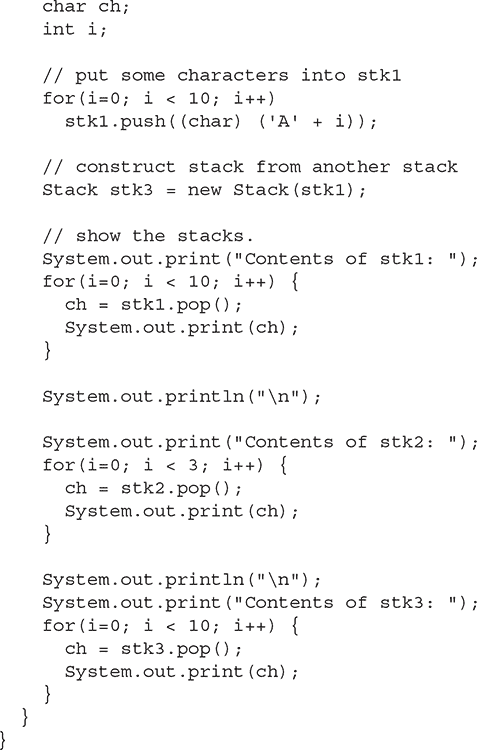 char ch;
    int i;

    // put some characters into stk1
    for(i=0; i < 10; i++)
      stk1.push((char) ('A' + i));

    // construct stack from another stack
    Stack stk3 = new Stack(stk1);

    // show the stacks.
    System.out.print("Contents of stk1: ");
    for(i=0; i < 10; i++) {
      ch = stk1.pop();
      System.out.print(ch);
    }

    System.out.println("\n");

    System.out.print("Contents of stk2: ");
    for(i=0; i < 3; i++) {
      ch = stk2.pop();
      System.out.print(ch);
    }

    System.out.println("\n");
    System.out.print("Contents of stk3: ");
    for(i=0; i < 10; i++) {
      ch = stk3.pop();
      System.out.print(ch);
    }
  }
}